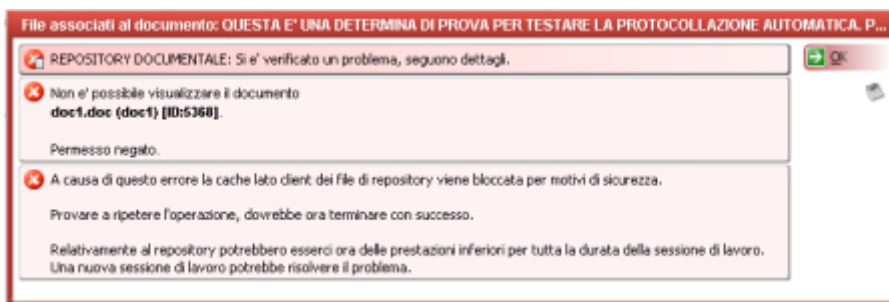 File associati al documento: QUESTA E' UNA DETERMINA DI PROVA PER TESTARE LA PROTOCOLLAZIONE AUTOMATICA. P...
REPOSITORY DOCUMENTALE: Si e' verificato un problema, seguono dettagli.
OK
Non e' possibile visualizzare il documento
doc1.doc (doc1) [ID:5368].
Permesso negato.
A causa di questo errore la cache lato client dei file di repository viene bloccata per motivi di sicurezza.
Provare a ripetere l'operazione, dovrebbe ora terminare con successo.
Relativamente al repository potrebbero esserci ora delle prestazioni inferiori per tutta la durata della sessione di lavoro.
Una nuova sessione di lavoro potrebbe risolvere il problema.